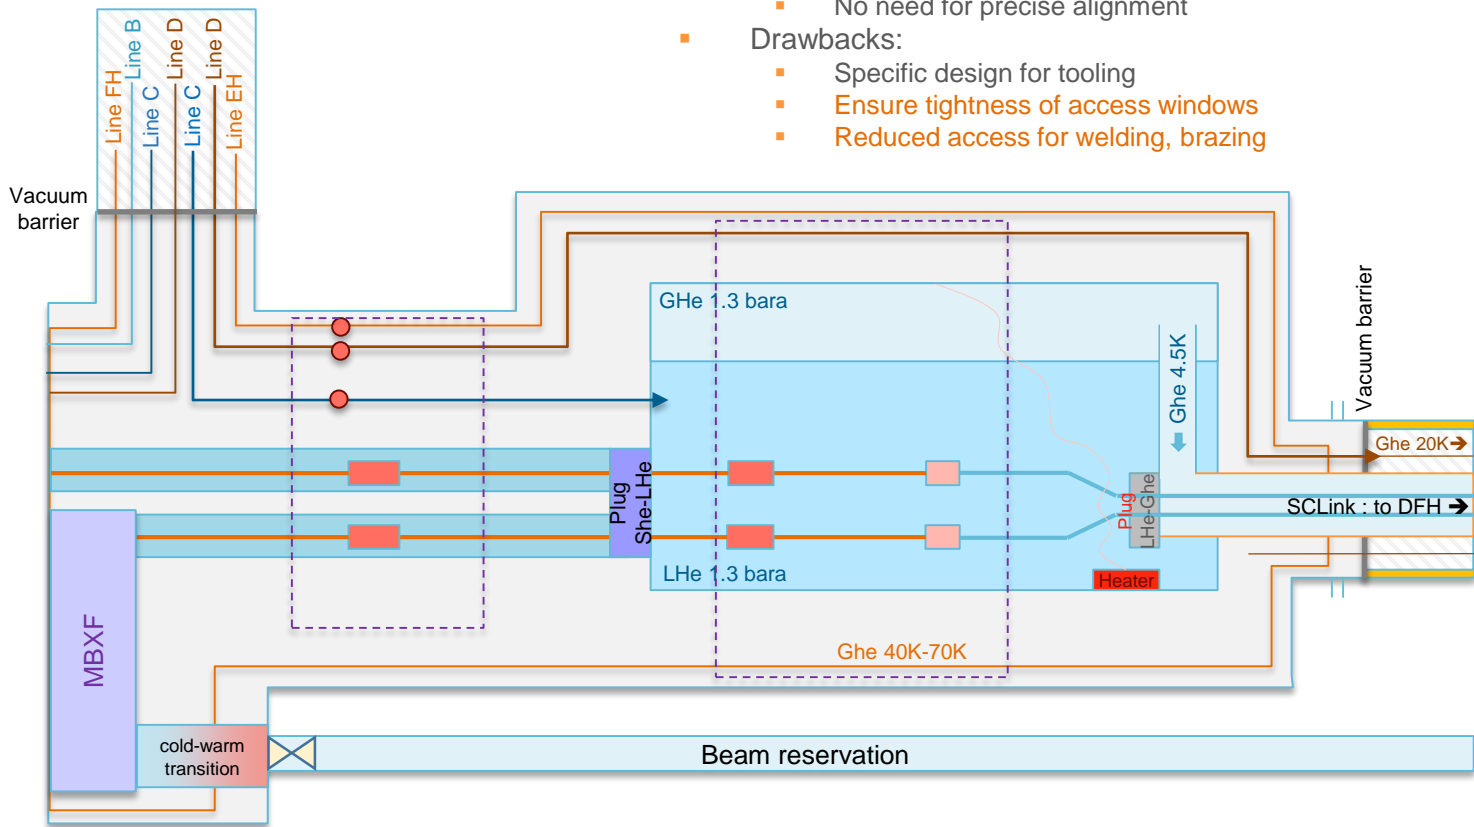 No need for precise alignment
Drawbacks:
Specific design for tooling
Ensure tightness of access windows
Reduced access for welding, brazing
Line FH
Line B
Line C
Line D
Line C
Line D
Line EH
Vacuum
barrier
GHe 1.3 bara
Ghe 4.5K
Vacuum barrier
Ghe 20K
Plug
She-LHe
Plug
LHe-Ghe
SCLink : to DFH
LHe 1.3 bara
Heater
MBXF
Ghe 40K-70K
cold-warm
transition
Beam reservation